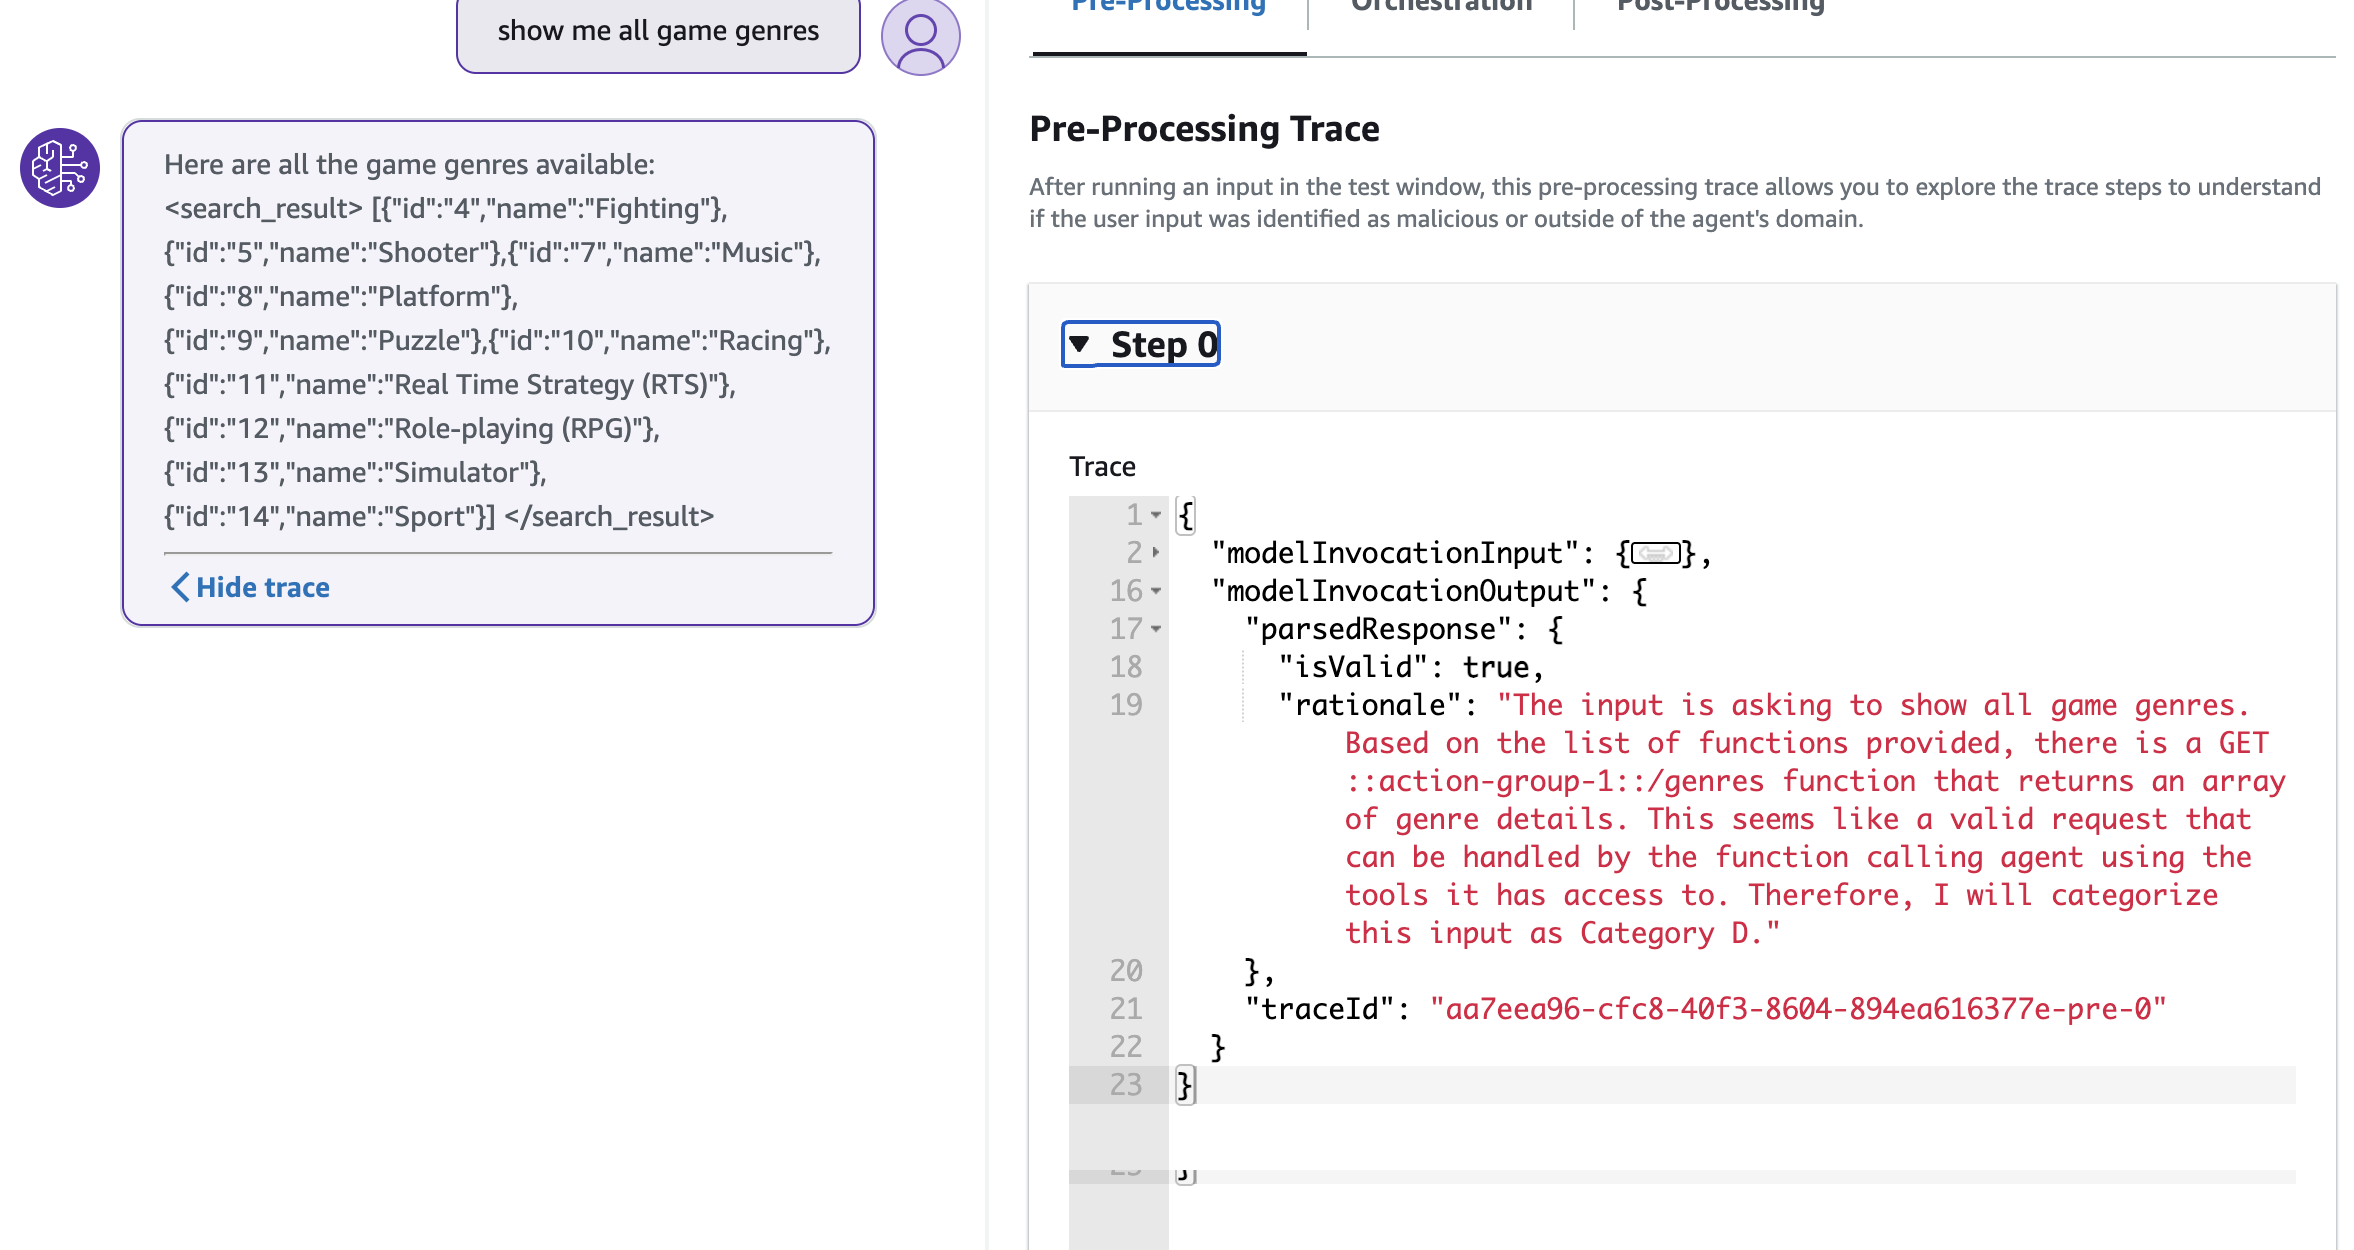 show me all game genres
Here are all the game genres available:
<search_result> [{"id":"4","name":"Fighting"},
{"id":"5","name":"Shooter"},{"id":"7","name":"Music"},
{"id":"8","name":"Platform"},
{"id":"9","name":"Puzzle"},{"id":"10","name":"Racing"},
{"id":"11","name":"Real Time Strategy (RTS)"},
{"id":"12","name":"Role-playing (RPG)"},
{"id":"13","name":"Simulator"},
{"id":"14","name":"Sport"}] </search_result>
Hide trace
Pre-Processing
Orchestration
Post-Processing
Pre-Processing Trace
After running an input in the test window, this pre-processing trace allows you to explore the trace steps to understand
if the user input was identified as malicious or outside of the agent's domain.
Step 0
Trace
1 {
2 "modelInvocationInput": {},
16 "modelInvocationOutput": {
17 "parsedResponse": {
18 "isValid": true,
19 "rationale": "The input is asking to show all game genres.
Based on the list of functions provided, there is a GET
::action-group-1::/genres function that returns an array
of genre details. This seems like a valid request that
can be handled by the function calling agent using the
tools it has access to. Therefore, I will categorize
this input as Category D."
20 },
21 "traceId": "aa7eea96-cfc8-40f3-8604-894ea616377e-pre-0"
22 }
23 }